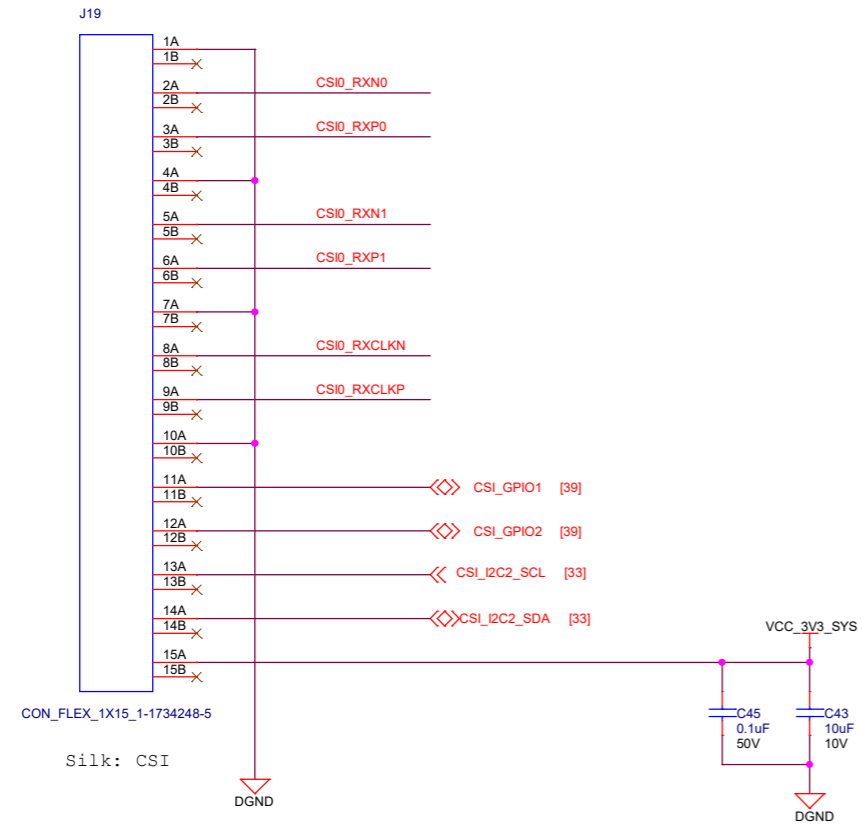 J19
1A
1B
2A CSI0_RXN0
2B
3A CSI0_RXP0
3B
4A
4B
5A CSI0_RXN1
5B
6A CSI0_RXP1
6B
7A
7B
8A CSI0_RXCLKN
8B
9A CSI0_RXCLKP
9B
10A
10B
11A CSI_GPIO1 [39]
11B
12A CSI_GPIO2 [39]
12B
13A CSI_I2C2_SCL [33]
13B
14A CSI_I2C2_SDA [33]
14B
VCC_3V3_SYS
15A
15B
CON_FLEX_1X15_1-1734248-5
C45
0.1uF
50V
C43
10uF
10V
Silk: CSI
DGND
DGND